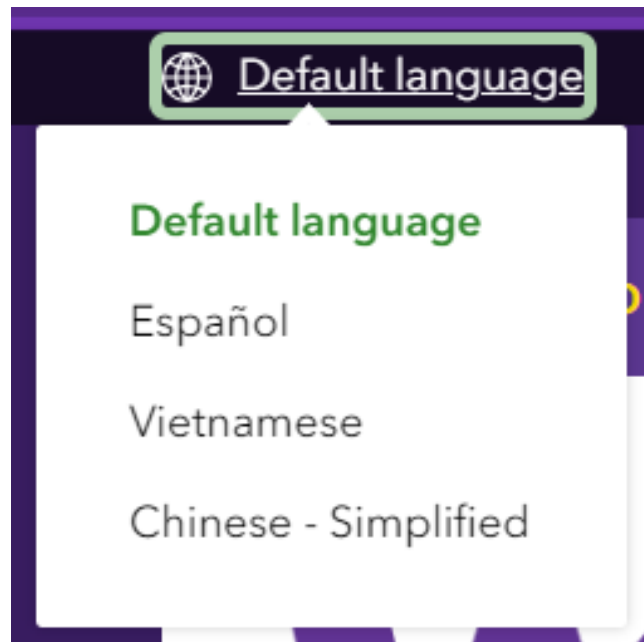 Default language
Default language
Español
Vietnamese
Chinese - Simplified